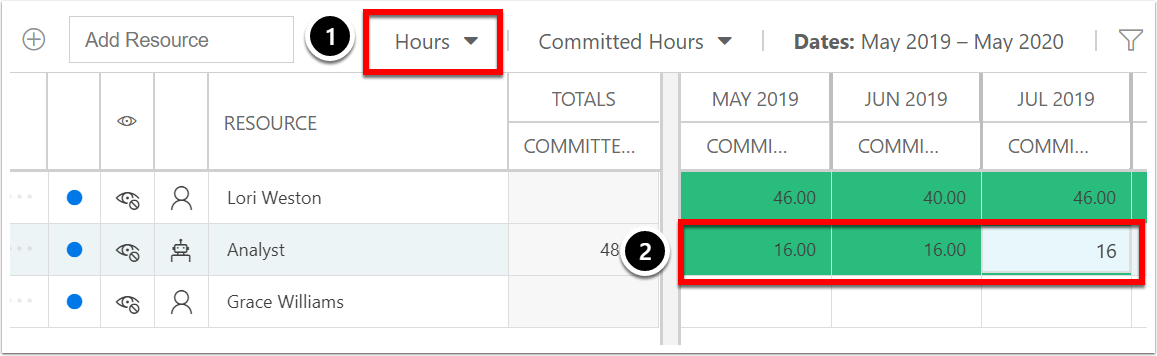 Add Resource 1 Hours Committed Hours Dates: May 2019 – May 2020
TOTALS MAY 2019 JUN 2019 JUL 2019
RESOURCE
COMMITTE... COMMI... COMMI... COMMI...
Lori Weston 46.00 40.00 46.00
Analyst 48 2 16.00 16.00 16
Grace Williams